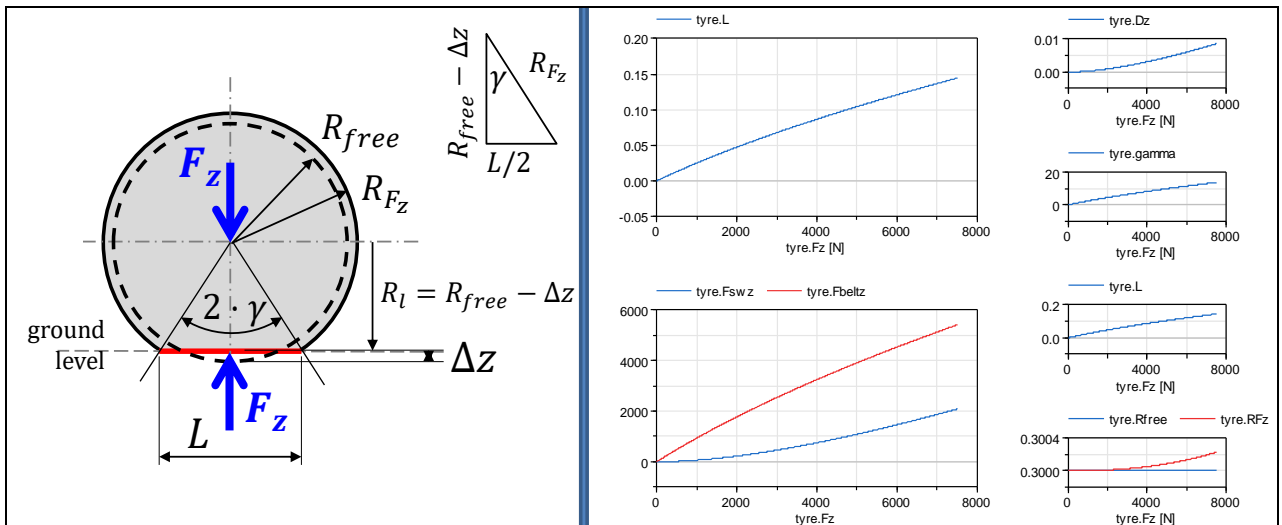 R_free − Δz
γ
R_{F_z}
L/2
R_free
F_z
R_{F_z}
2 · γ
R_l = R_free − Δz
ground
level
Δz
F_z
L
tyre.L
0.20
0.15
0.10
0.05
0.00
-0.05
0 2000 4000 6000 8000
tyre.Fz [N]
tyre.Fswz tyre.Fbeltz
6000
4000
2000
0
0 2000 4000 6000 8000
tyre.Fz
tyre.Dz
0.01
0.00
0 4000 8000
tyre.Fz [N]
tyre.gamma
20
0
0 4000 8000
tyre.Fz [N]
tyre.L
0.2
0.0
0 4000 8000
tyre.Fz [N]
tyre.Rfree tyre.RFz
0.3004
0.3000
0 4000 8000
tyre.Fz [N]